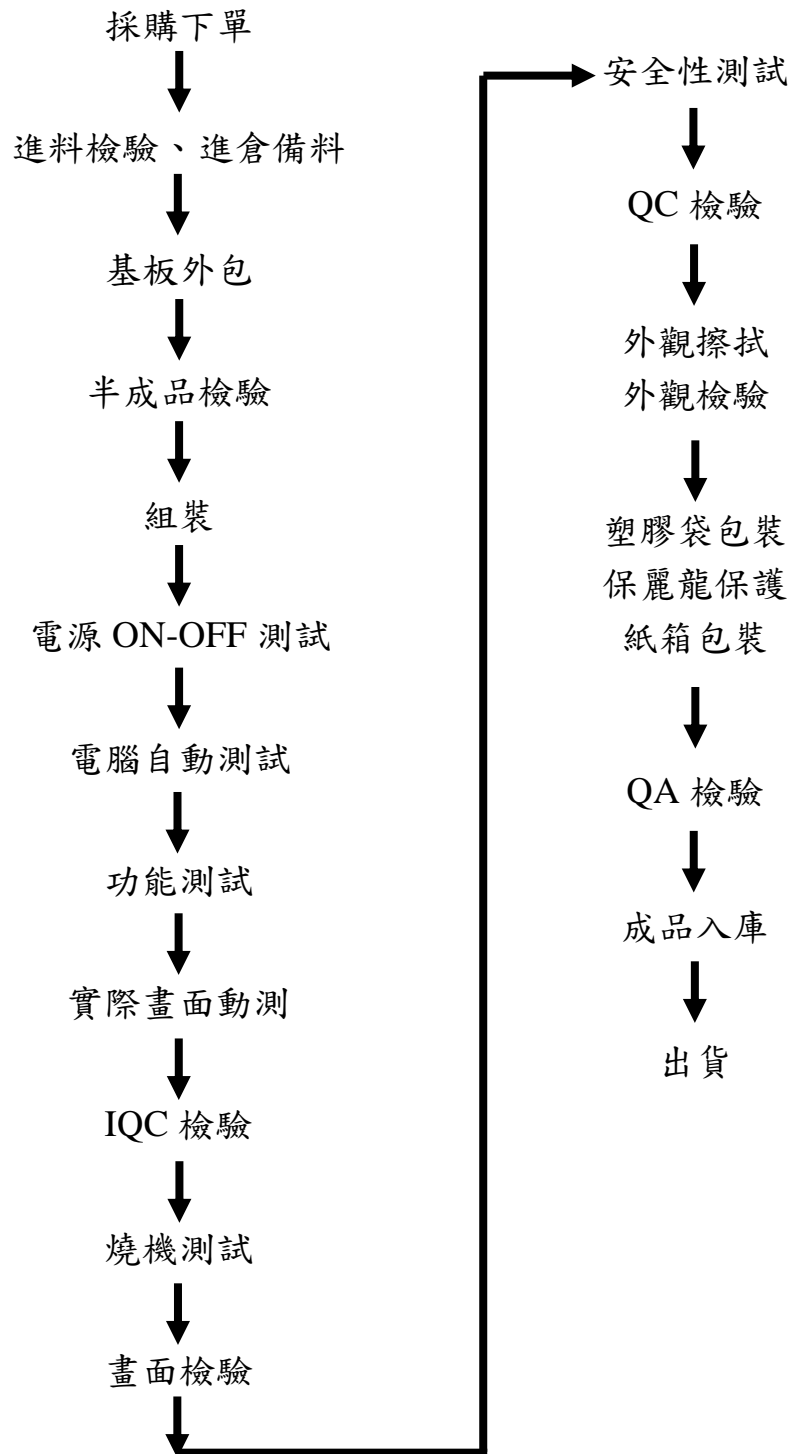 採購下單
進料檢驗、進倉備料
基板外包
半成品檢驗
組裝
電源 ON-OFF 測試
電腦自動測試
功能測試
實際畫面動測
IQC 檢驗
燒機測試
畫面檢驗
安全性測試
QC 檢驗
外觀擦拭
外觀檢驗
塑膠袋包裝
保麗龍保護
紙箱包裝
QA 檢驗
成品入庫
出貨